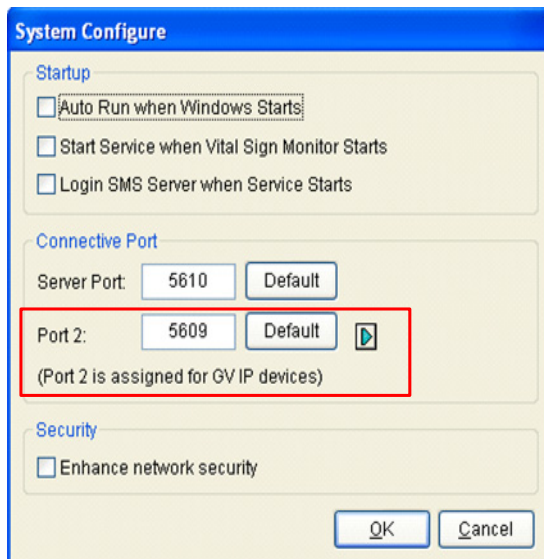 System Configure
Startup
Auto Run when Windows Starts
Start Service when Vital Sign Monitor Starts
Login SMS Server when Service Starts
Connective Port
Server Port: 5610 Default
Port 2: 5609 Default
(Port 2 is assigned for GV IP devices)
Security
Enhance network security
OK Cancel